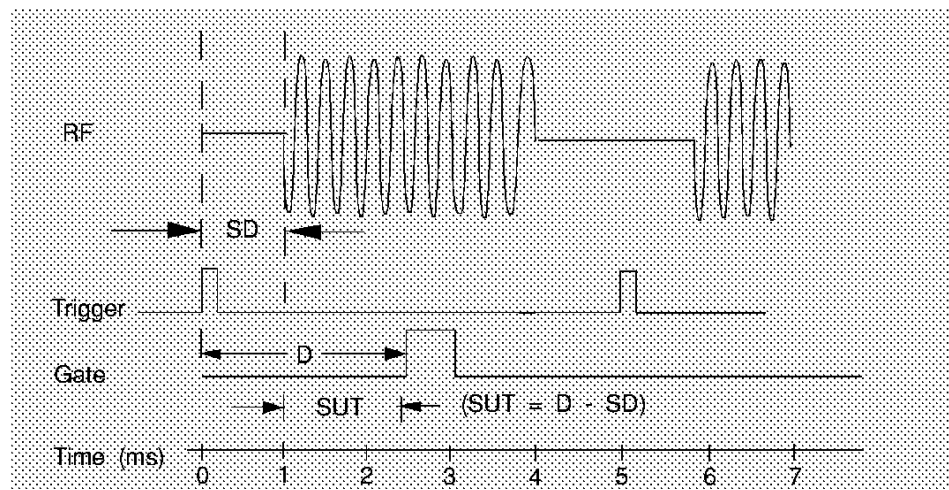 RF
SD
Trigger
D
Gate
SUT (SUT = D - SD)
Time (ms)
0 1 2 3 4 5 6 7